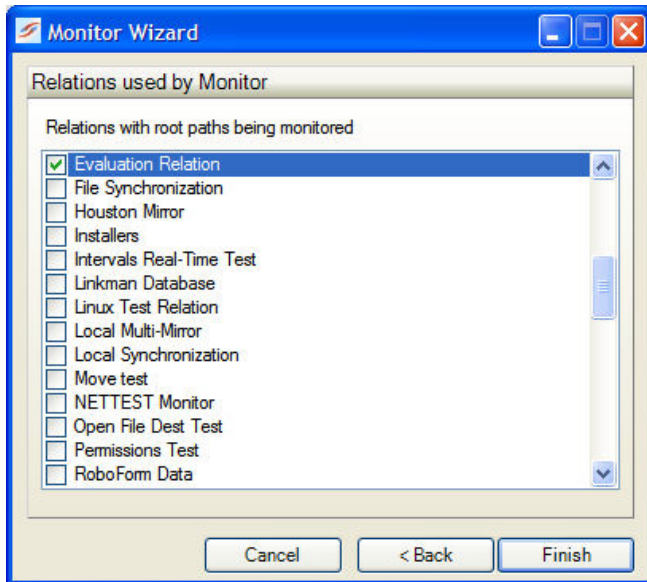 Monitor Wizard
Relations used by Monitor
Relations with root paths being monitored
Evaluation Relation
File Synchronization
Houston Mirror
Installers
Intervals Real-Time Test
Linkman Database
Linux Test Relation
Local Multi-Mirror
Local Synchronization
Move test
NETTEST Monitor
Open File Dest Test
Permissions Test
RoboForm Data
Cancel
< Back
Finish